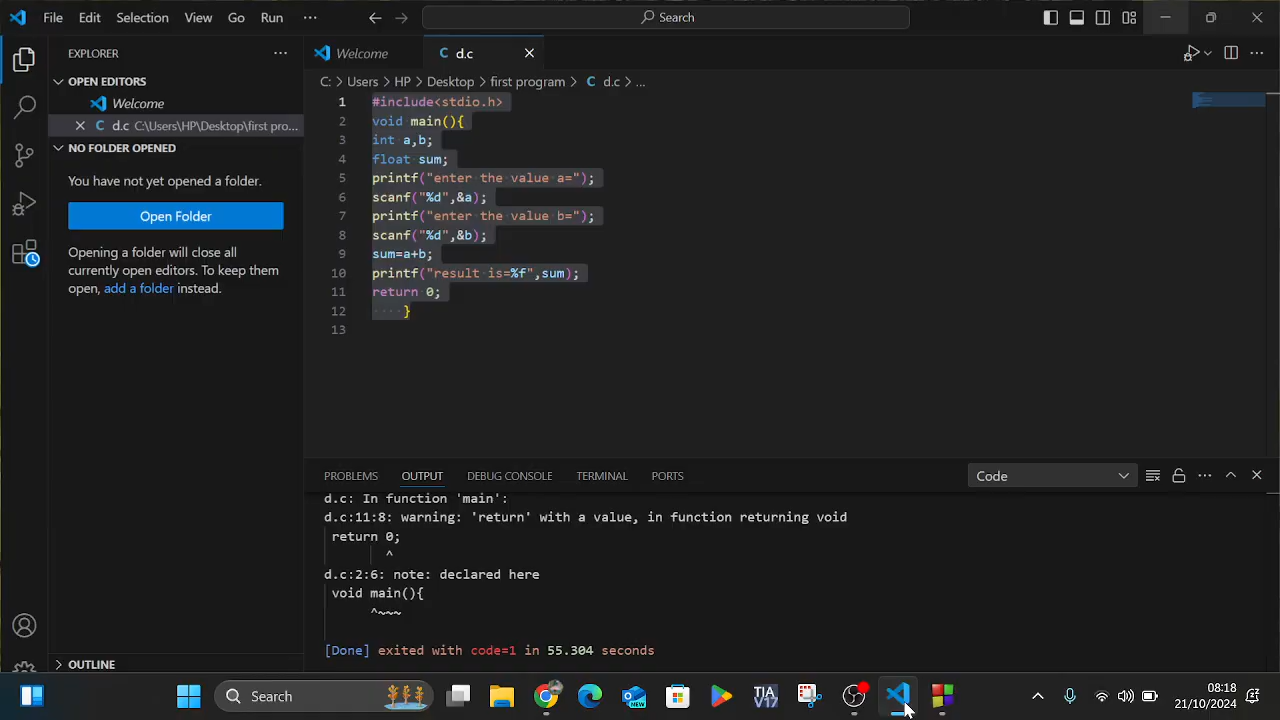 File Edit Selection View Go Run ··· Search
EXPLORER ···
OPEN EDITORS
Welcome
d.c C:\Users\HP\Desktop\first pro...
NO FOLDER OPENED
You have not yet opened a folder.
Open Folder
Opening a folder will close all
currently open editors. To keep them
open, add a folder instead.
OUTLINE
Welcome d.c
C: > Users > HP > Desktop > first program > C d.c > ...
1 #include<stdio.h>
2 void main(){
3 int a,b;
4 float sum;
5 printf("enter the value a=");
6 scanf("%d",&a);
7 printf("enter the value b=");
8 scanf("%d",&b);
9 sum=a+b;
10 printf("result is=%f",sum);
11 return 0;
12 ····}
13
PROBLEMS OUTPUT DEBUG CONSOLE TERMINAL PORTS Code
d.c: In function 'main':
d.c:11:8: warning: 'return' with a value, in function returning void
return 0;
^
d.c:2:6: note: declared here
void main(){
^~~~
[Done] exited with code=1 in 55.304 seconds
Search NEW TIA V17 08:18
21/10/2024